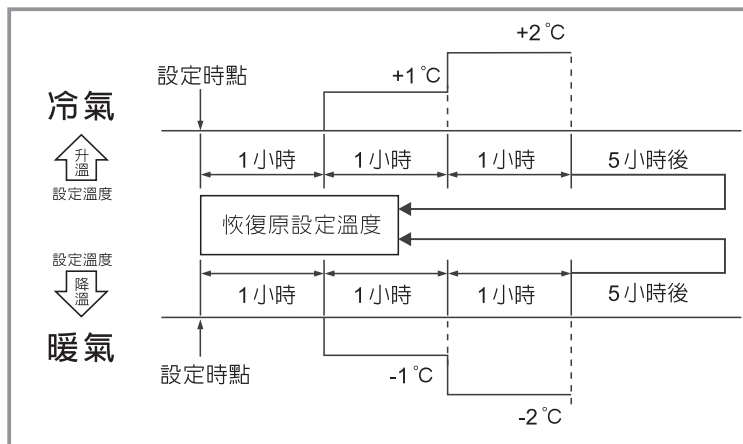 +2°C
設定時點
+1°C
冷氣
升溫
設定溫度
1小時
1小時
1小時
5小時後
恢復原設定溫度
設定溫度
降溫
暖氣
1小時
1小時
1小時
5小時後
設定時點
-1°C
-2°C